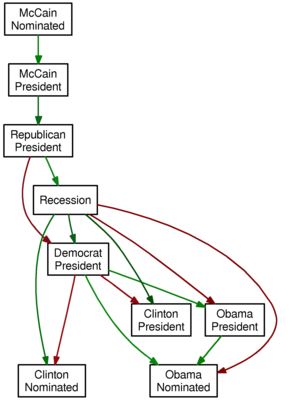 McCain
Nominated
McCain
President
Republican
President
Recession
Democrat
President
Clinton
President
Obama
President
Clinton
Nominated
Obama
Nominated